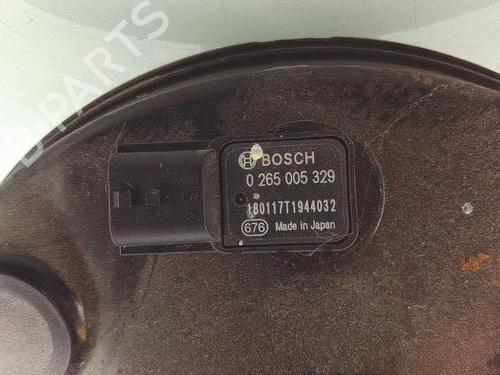 BOSCH
0 265 005 329
180117T1944032
676 Made in Japan
B PARTS